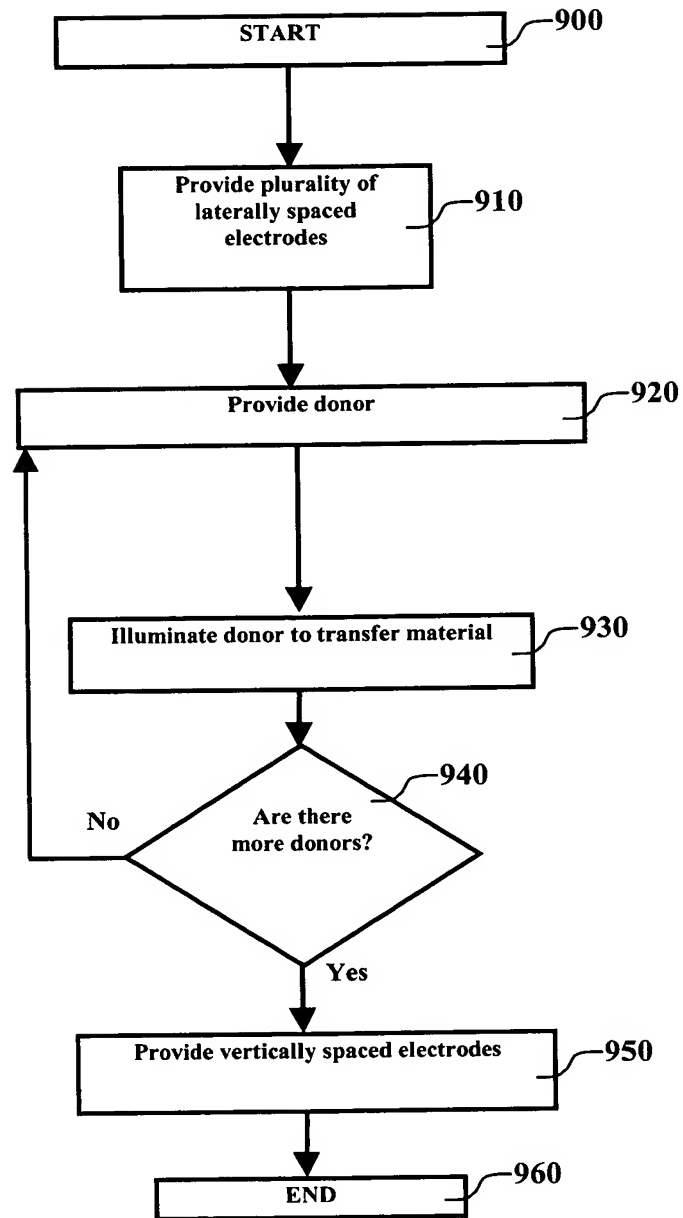 START
900
Provide plurality of
laterally spaced
electrodes
910
Provide donor
920
Illuminate donor to transfer material
930
940
Are there
more donors?
No
Yes
Provide vertically spaced electrodes
950
END
960